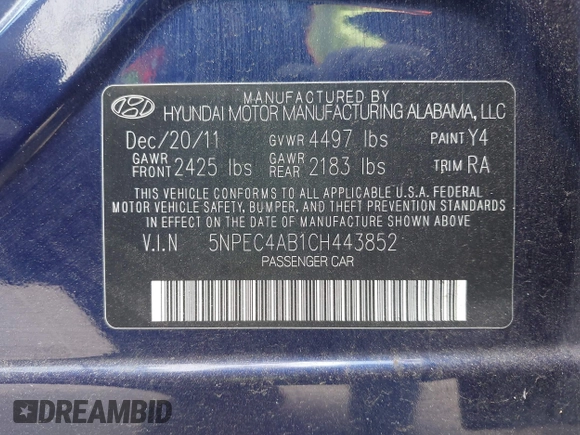 MANUFACTURED BY
HYUNDAI MOTOR MANUFACTURING ALABAMA, LLC
Dec/20/11 GVWR 4497 lbs PAINT Y4
GAWR FRONT 2425 lbs GAWR REAR 2183 lbs TRIM RA
THIS VEHICLE CONFORMS TO ALL APPLICABLE U.S.A. FEDERAL
MOTOR VEHICLE SAFETY, BUMPER, AND THEFT PREVENTION STANDARDS
IN EFFECT ON THE DATE OF MANUFACTURE SHOWN ABOVE.
V.I.N 5NPEC4AB1CH443852
PASSENGER CAR
DREAMBID